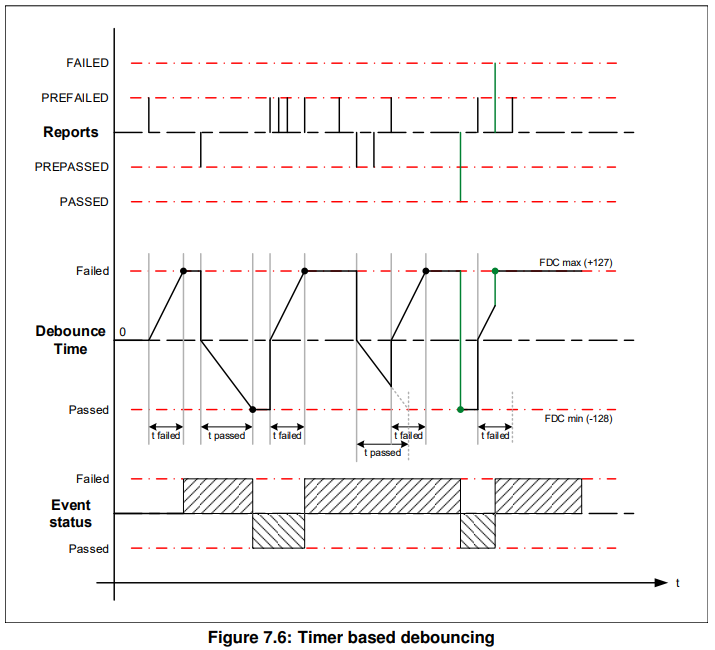 FAILED
PREFAILED
Reports
PREPASSED
PASSED
Failed
FDC max (+127)
0
Debounce
Time
Passed
FDC min (-128)
t failed
t passed
t failed
t failed
t failed
t passed
Failed
Event
status
Passed
t
Figure 7.6: Timer based debouncing